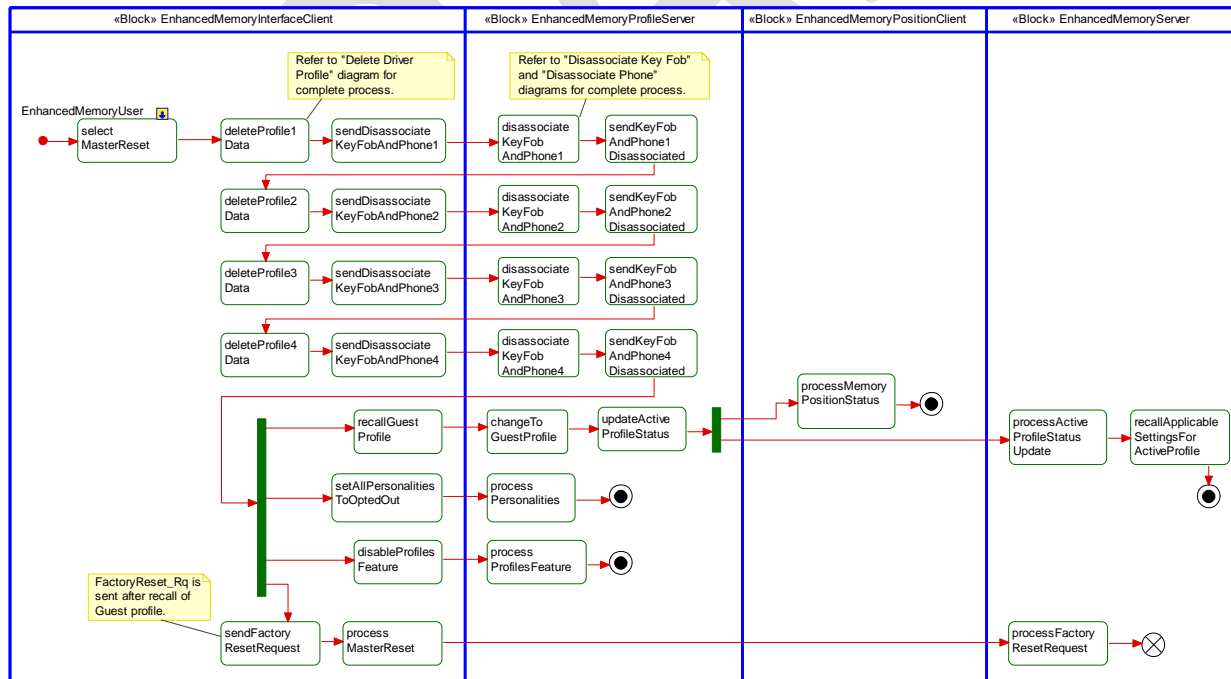 «Block» EnhancedMemoryInterfaceClient
«Block» EnhancedMemoryProfileServer
«Block» EnhancedMemoryPositionClient
«Block» EnhancedMemoryServer
Refer to "Delete Driver
Profile" diagram for
complete process.
Refer to "Disassociate Key Fob"
and "Disassociate Phone"
diagrams for complete process.
EnhancedMemoryUser
select
MasterReset
deleteProfile1
Data
sendDisassociate
KeyFobAndPhone1
disassociate
KeyFob
AndPhone1
sendKeyFob
AndPhone1
Disassociated
deleteProfile2
Data
sendDisassociate
KeyFobAndPhone2
disassociate
KeyFob
AndPhone2
sendKeyFob
AndPhone2
Disassociated
deleteProfile3
Data
sendDisassociate
KeyFobAndPhone3
disassociate
KeyFob
AndPhone3
sendKeyFob
AndPhone3
Disassociated
deleteProfile4
Data
sendDisassociate
KeyFobAndPhone4
disassociate
KeyFob
AndPhone4
sendKeyFob
AndPhone4
Disassociated
processMemory
PositionStatus
recallGuest
Profile
changeTo
GuestProfile
updateActive
ProfileStatus
processActive
ProfileStatus
Update
recallApplicable
SettingsFor
ActiveProfile
setAllPersonalities
ToOptedOut
process
Personalities
disableProfiles
Feature
process
ProfilesFeature
FactoryReset_Rq is
sent after recall of
Guest profile.
sendFactory
ResetRequest
process
MasterReset
processFactory
ResetRequest